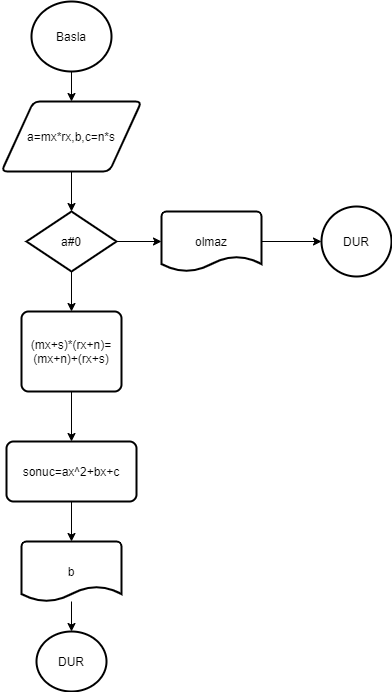 Basla
a=mx*rx,b,c=n*s
a#0
olmaz
DUR
(mx+s)*(rx+n)=
(mx+n)+(rx+s)
sonuc=ax^2+bx+c
b
DUR